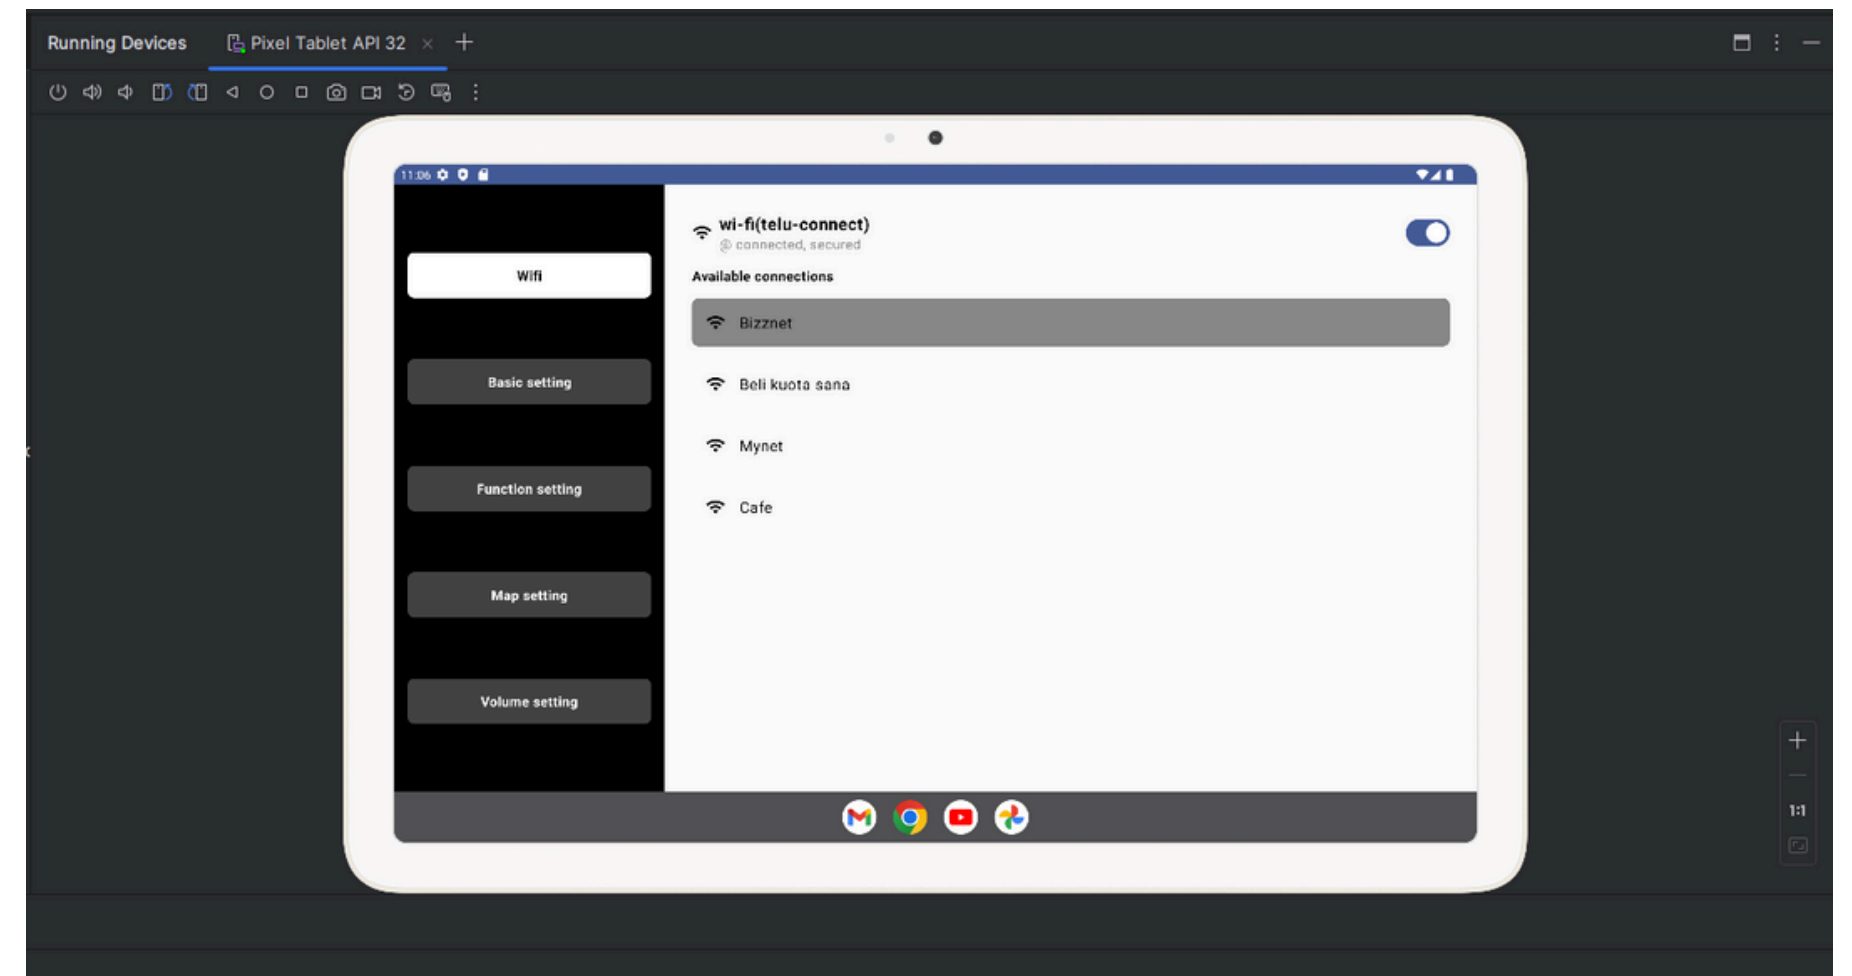 Running Devices
Pixel Tablet API 32
11:06
wi-fi(telu-connect)
connected, secured
Wifi
Available connections
Bizznet
Basic setting
Beli kuota sana
Mynet
Function setting
Cafe
Map setting
Volume setting
1:1